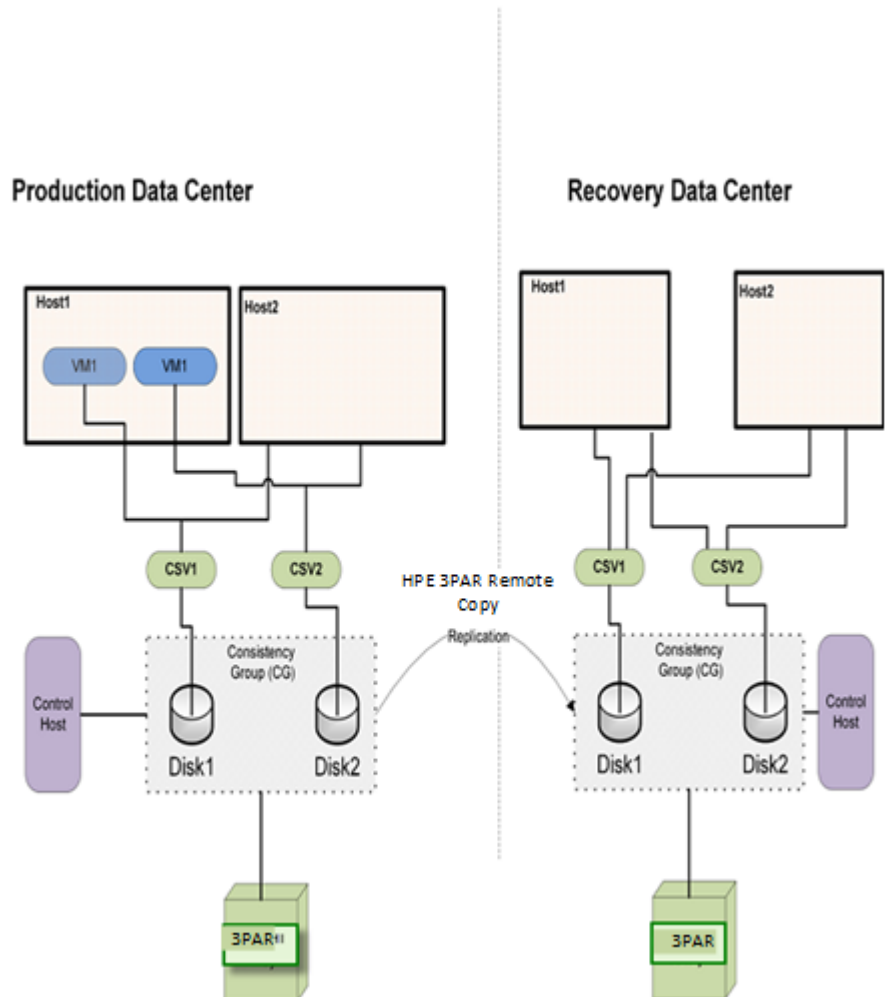 Production Data Center
Recovery Data Center
Host1
Host2
VM1
VM1
Host1
Host2
CSV1
CSV2
CSV1
CSV2
HPE 3PAR Remote
Copy
Replication
Control
Host
Consistency
Group (CG)
Disk1
Disk2
Consistency
Group (CG)
Disk1
Disk2
Control
Host
3PAR
3PAR